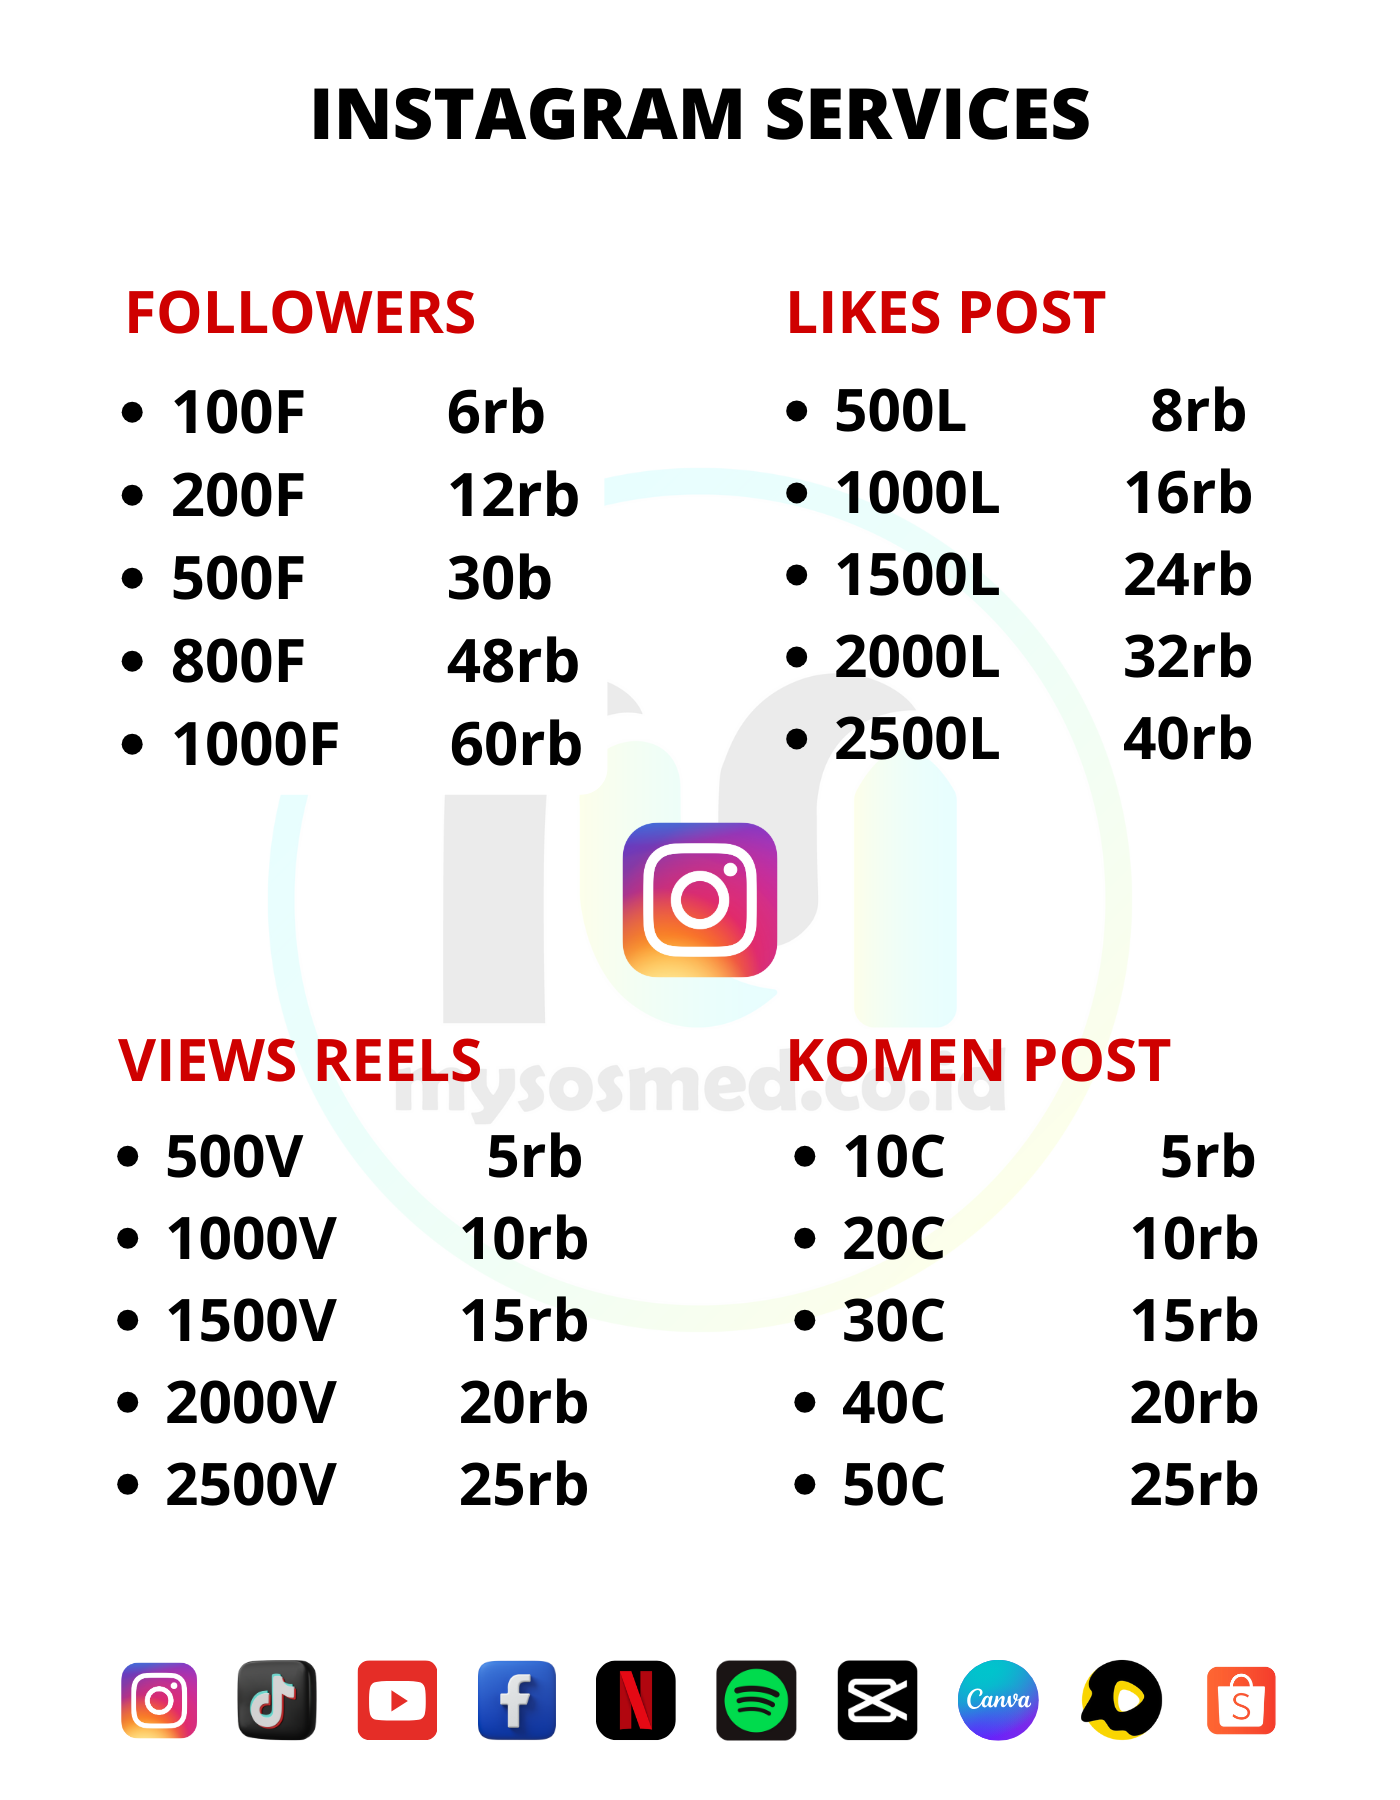 INSTAGRAM SERVICES
FOLLOWERS
• 100F 6rb
• 200F 12rb
• 500F 30b
• 800F 48rb
• 1000F 60rb
LIKES POST
• 500L 8rb
• 1000L 16rb
• 1500L 24rb
• 2000L 32rb
• 2500L 40rb
mysosmed.co.id
VIEWS REELS
• 500V 5rb
• 1000V 10rb
• 1500V 15rb
• 2000V 20rb
• 2500V 25rb
KOMEN POST
• 10C 5rb
• 20C 10rb
• 30C 15rb
• 40C 20rb
• 50C 25rb
Canva